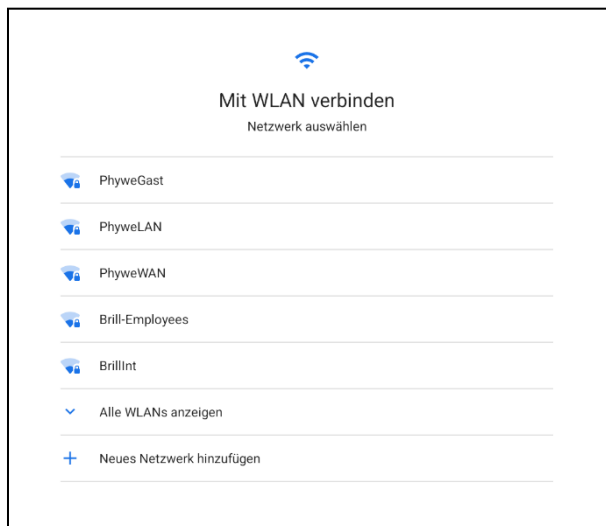 Mit WLAN verbinden
Netzwerk auswählen
PhyweGast
PhyweLAN
PhyweWAN
Brill-Employees
BrillInt
Alle WLANs anzeigen
Neues Netzwerk hinzufügen